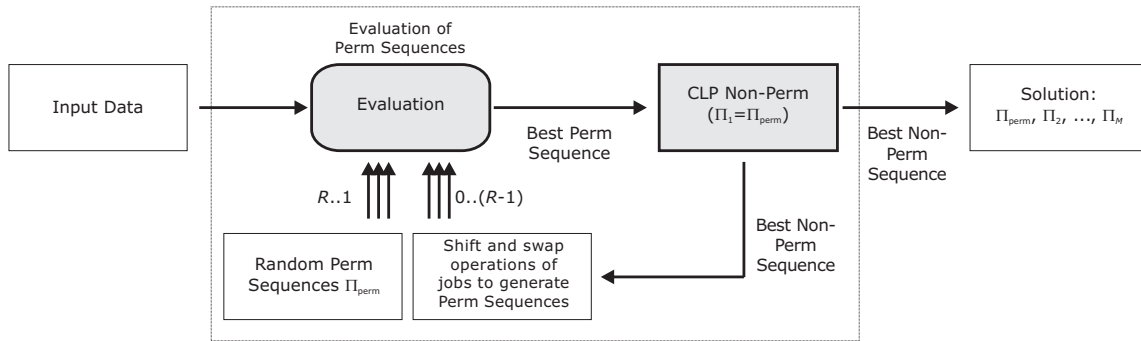 Evaluation of
Perm Sequences
Input Data
Evaluation
CLP Non-Perm
(Π₁=Πperm)
Solution:
Πperm, Π₂, ..., ΠM
Best Perm
Sequence
Best Non-
Perm
Sequence
R..1
0..(R-1)
Best Non-
Perm
Sequence
Random Perm
Sequences Πperm
Shift and swap
operations of
jobs to generate
Perm Sequences